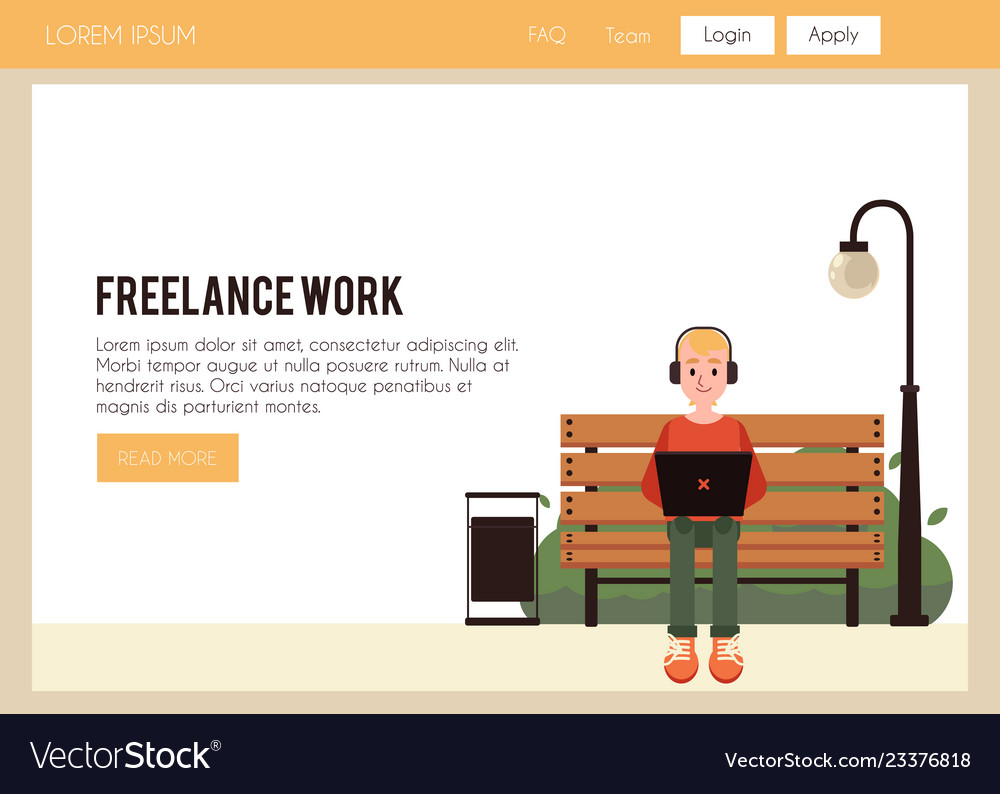 LOREM IPSUM
FAQ
Team
Login
Apply
FREELANCE WORK
Lorem ipsum dolor sit amet, consectetur adipiscing elit.
Morbi tempor augue ut nulla posuere rutrum. Nulla at
hendrerit risus. Orci varius natoque penatibus et
magnis dis parturient montes.
READ MORE
VectorStock®
VectorStock.com/23376818